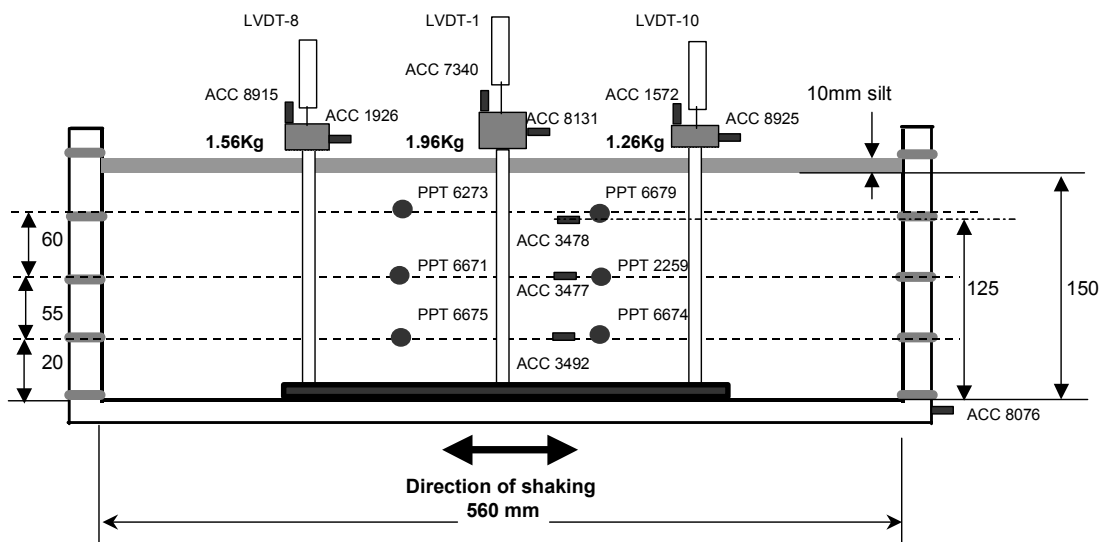 LVDT-8
LVDT-1
LVDT-10
ACC 7340
ACC 8915
ACC 1926
ACC 8131
ACC 1572
ACC 8925
10mm silt
1.56Kg
1.96Kg
1.26Kg
PPT 6273
PPT 6679
60
ACC 3478
PPT 6671
PPT 2259
ACC 3477
125
150
55
PPT 6675
PPT 6674
20
ACC 3492
ACC 8076
Direction of shaking
560 mm